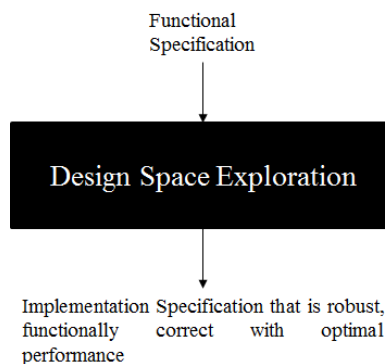 Functional
Specification
Design Space Exploration
Implementation Specification that is robust,
functionally correct with optimal
performance